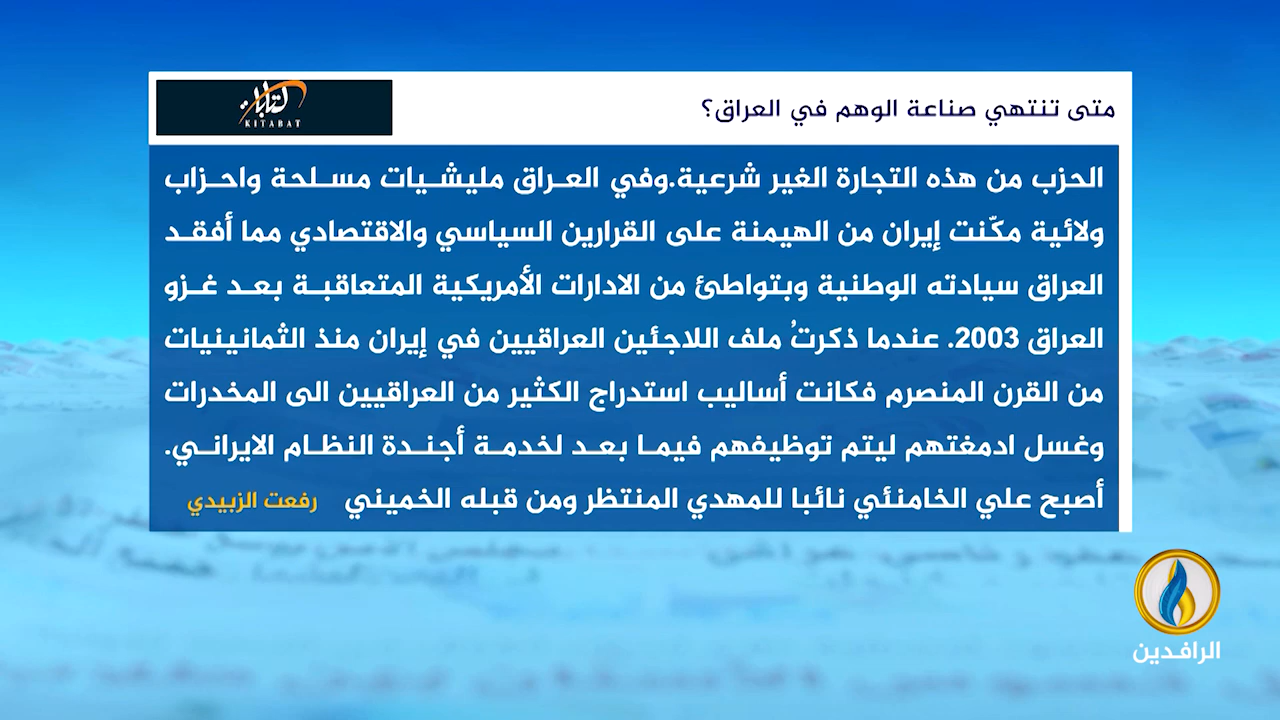 متى تنتهي صناعة الوهم في العراق؟
كتابات
KITABAT
الحزب من هذه التجارة الغير شرعية.وفي العراق مليشيات مسلحة واحزاب
ولائية مكّنت إيران من الهيمنة على القرارين السياسي والاقتصادي مما أفقد
العراق سيادته الوطنية وبتواطئ من الادارات الأمريكية المتعاقبة بعد غزو
العراق 2003. عندما ذكرتُ ملف اللاجئين العراقيين في إيران منذ الثمانينيات
من القرن المنصرم فكانت أساليب استدراج الكثير من العراقيين الى المخدرات
وغسل ادمغتهم ليتم توظيفهم فيما بعد لخدمة أجندة النظام الايراني.
أصبح علي الخامنئي نائبا للمهدي المنتظر ومن قبله الخميني رفعت الزبيدي
الرافدين